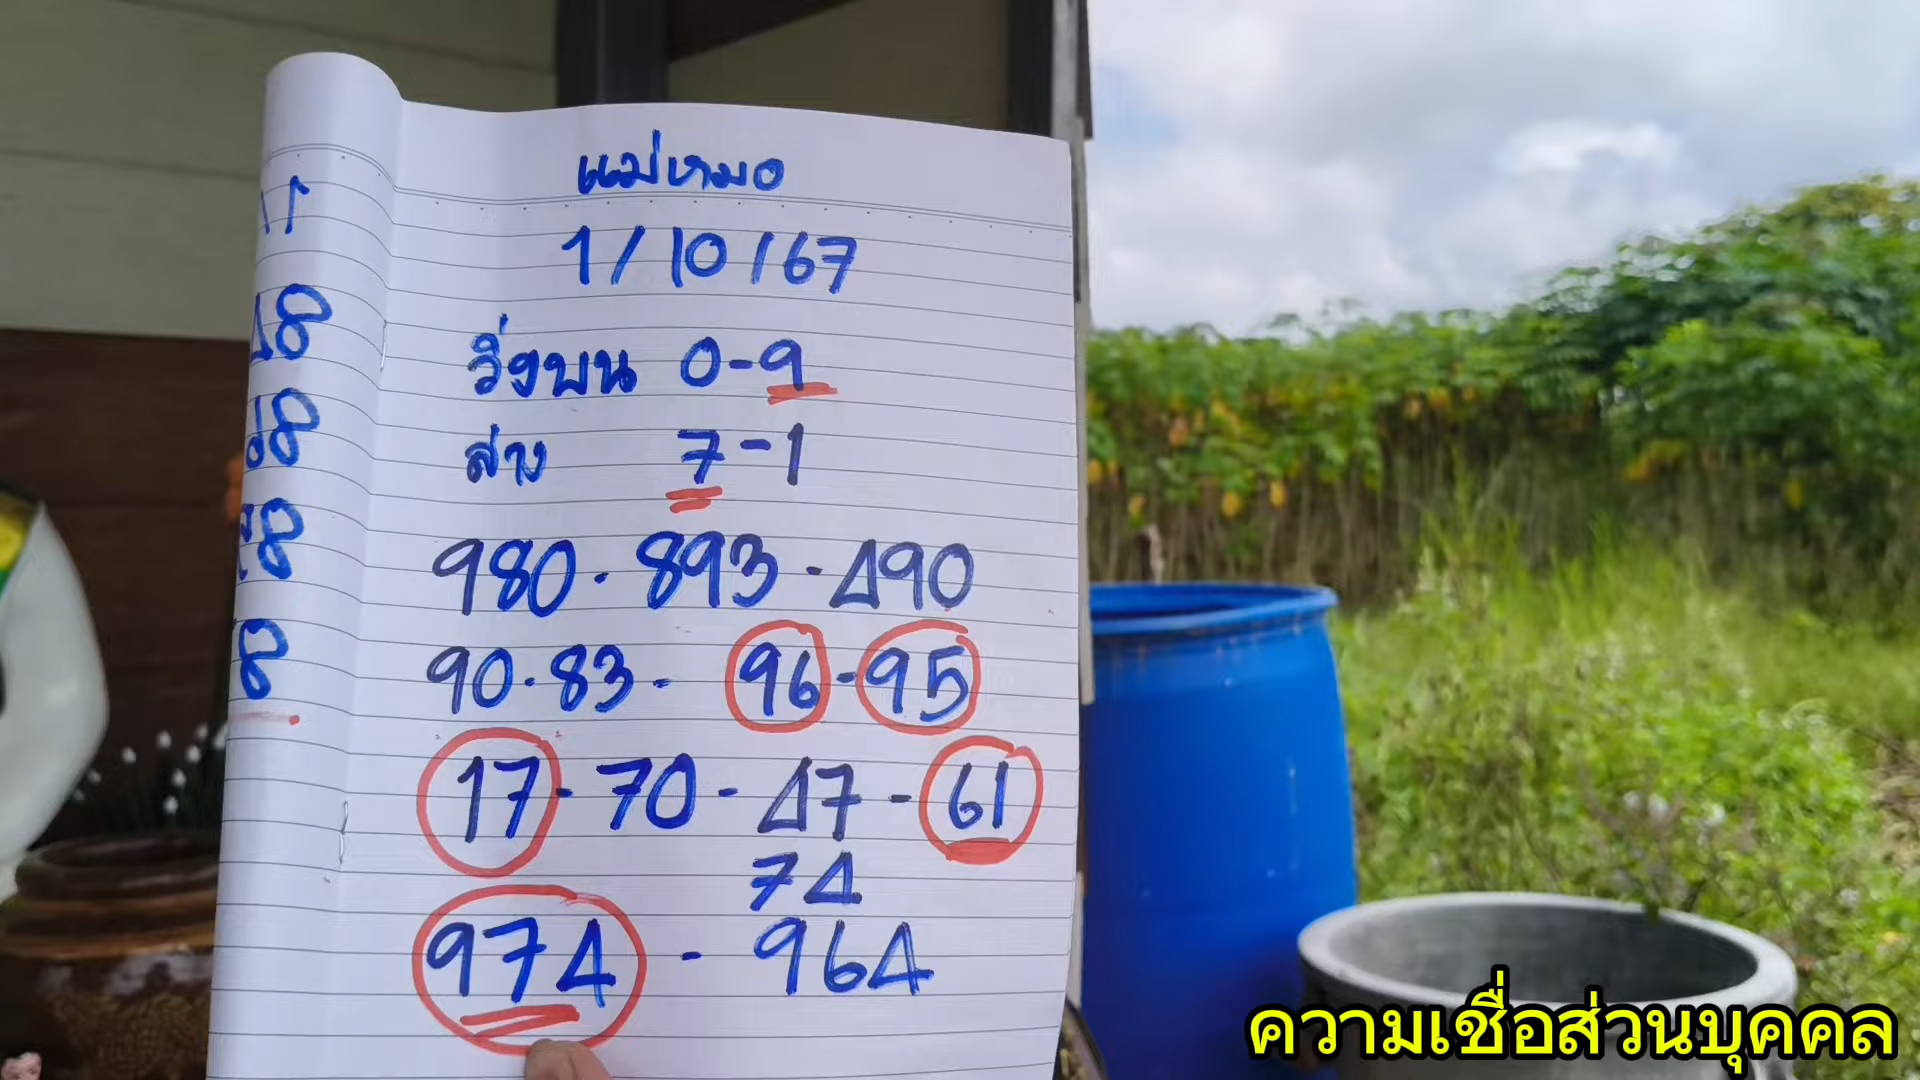 แม่หมอ
1/10/67
วิ่งบน 0-9
ล่าง 7-1
980·893·490
90·83-96-95
17-70-47-61
74
974-964
48
8
ความเชื่อส่วนบุคคล